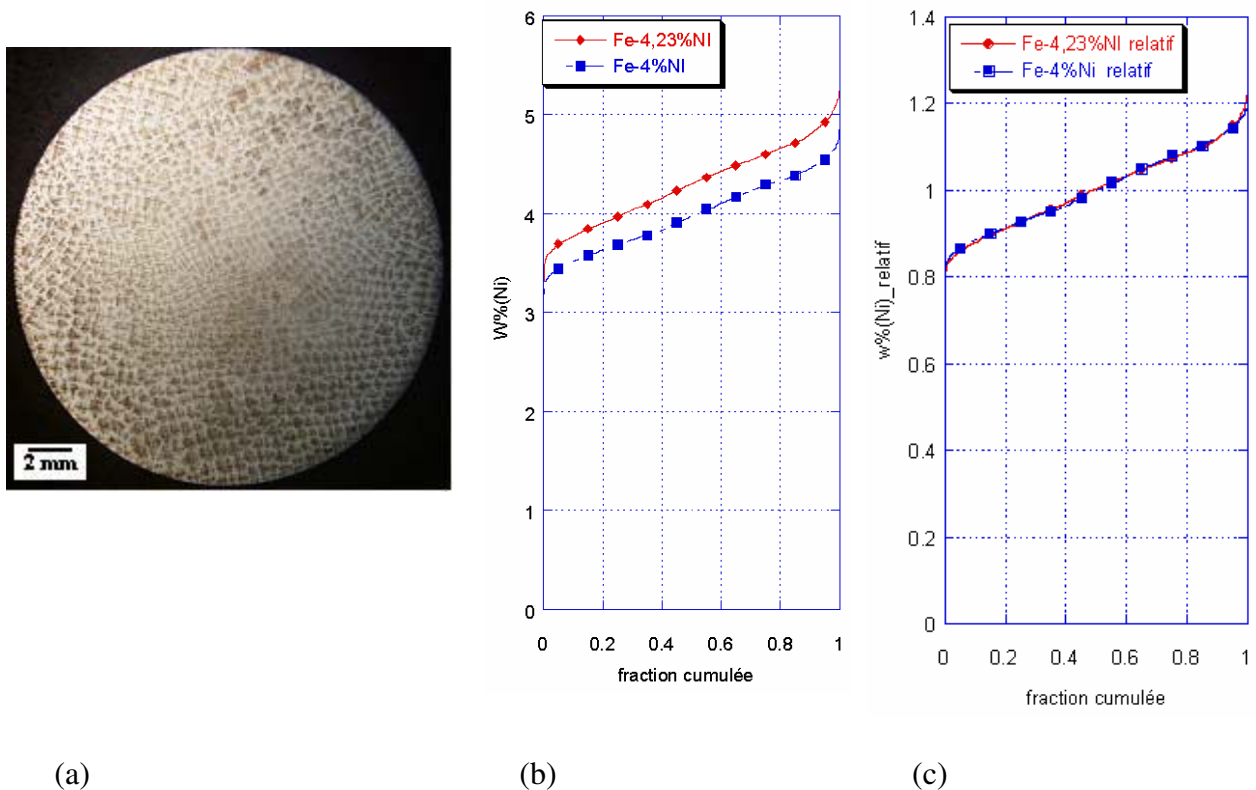 2 mm
(a)
6
5
4
3
2
1
0
W%(Ni)
Fe-4,23%NI
Fe-4%NI
0 0.2 0.4 0.6 0.8 1
fraction cumulée
(b)
1.4
1.2
1
0.8
0.6
0.4
0.2
0
w%(Ni)_relatif
Fe-4,23%NI relatif
Fe-4%Ni relatif
0 0.2 0.4 0.6 0.8 1
fraction cumulée
(c)